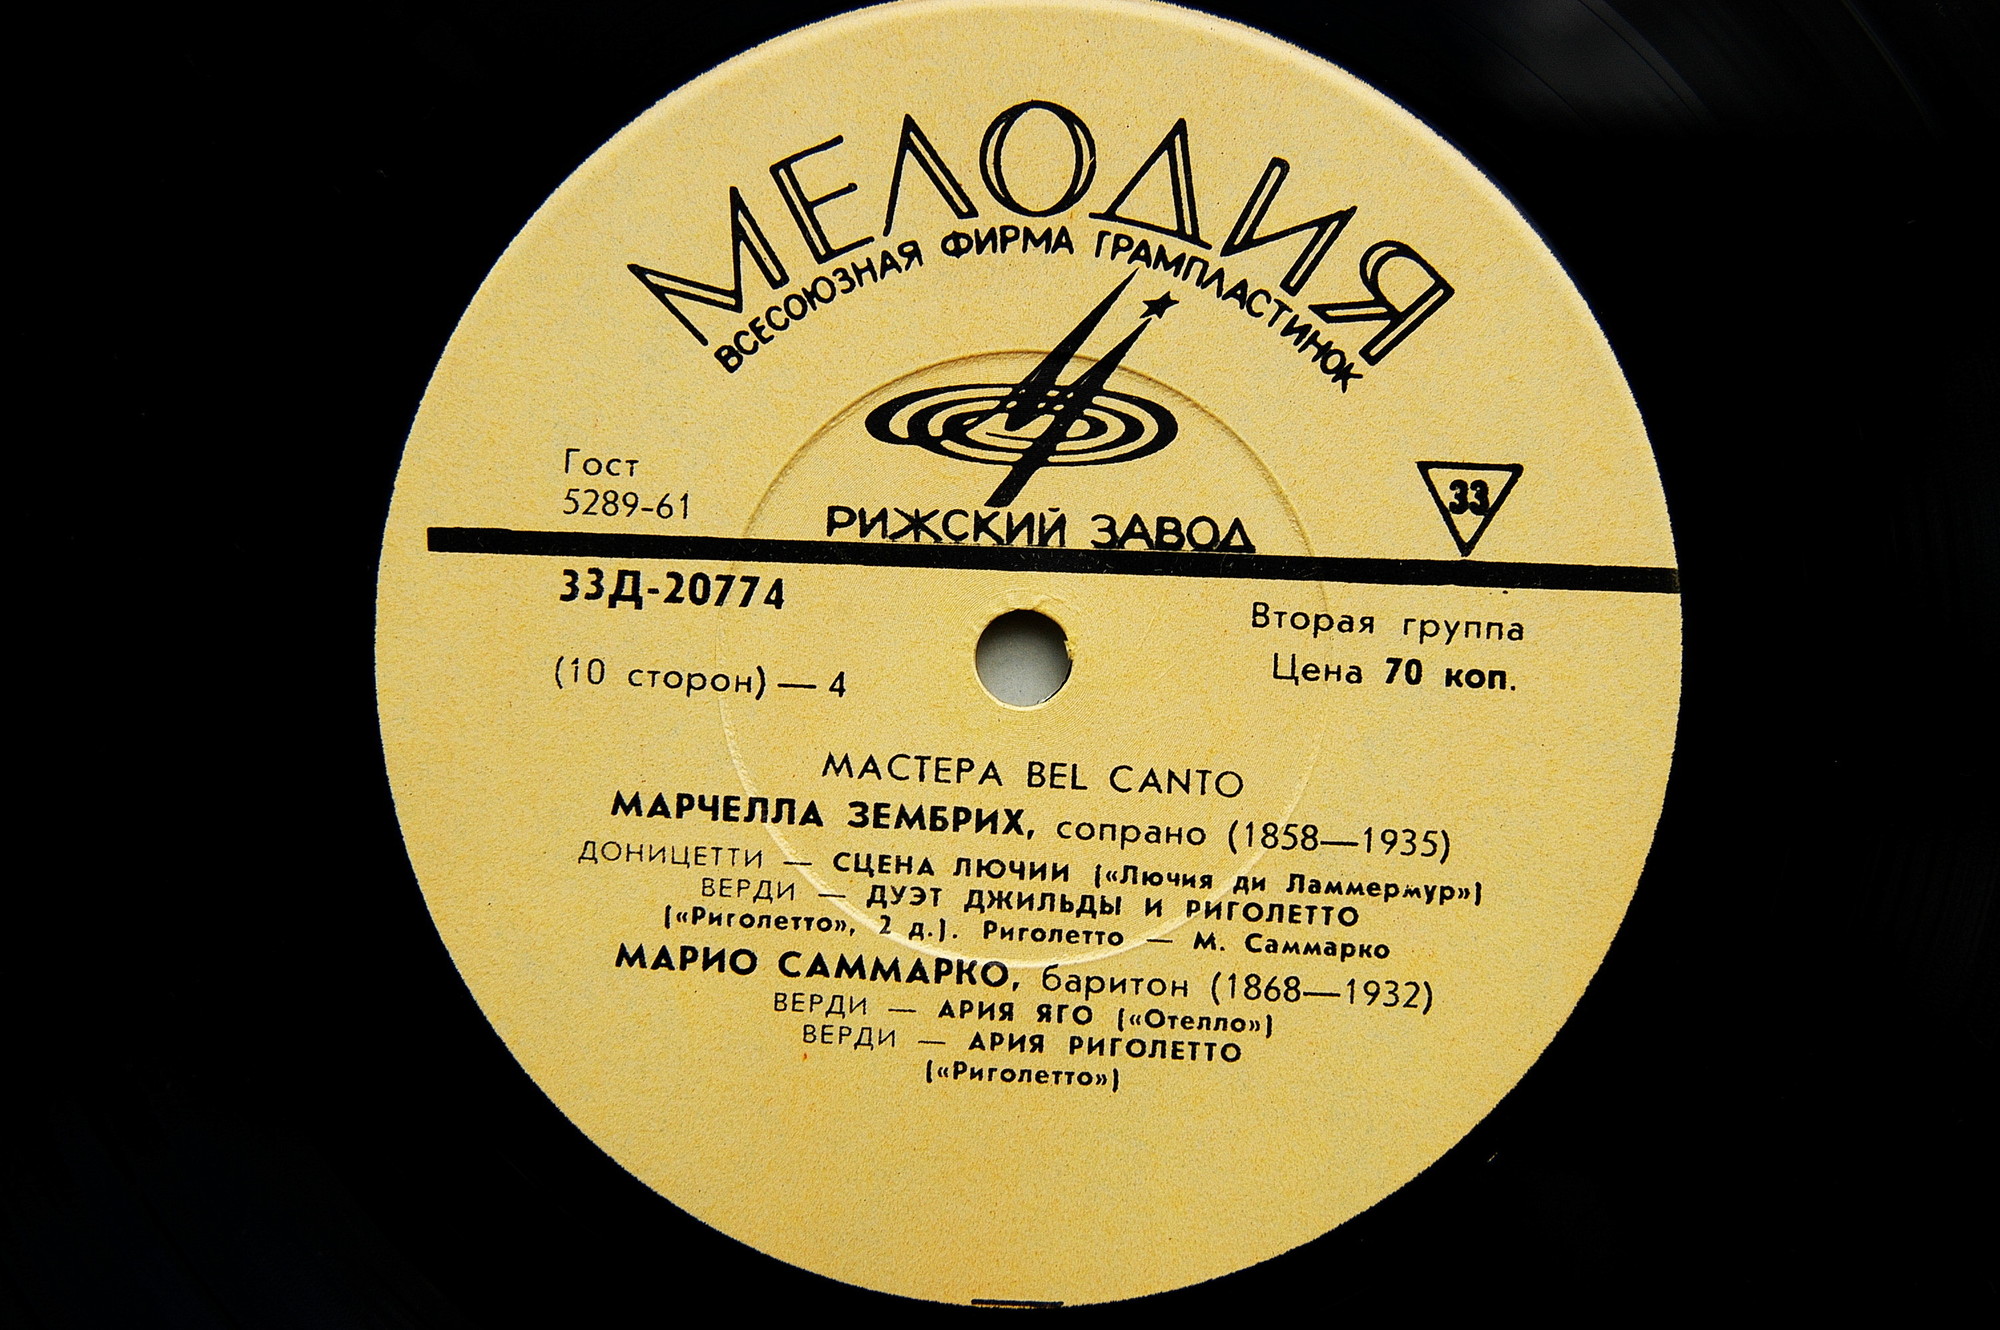 МЕЛОДИЯ
ВСЕСОЮЗНАЯ ФИРМА ГРАМПЛАСТИНОК
Гост
5289-61
33
РИЖСКИЙ ЗАВОД
33Д-20774
Вторая группа
(10 сторон) — 4
Цена 70 коп.
МАСТЕРА BEL CANTO
МАРЧЕЛЛА ЗЕМБРИХ, сопрано (1858—1935)
ДОНИЦЕТТИ — СЦЕНА ЛЮЧИИ («Лючия ди Ламмермур»)
ВЕРДИ — ДУЭТ ДЖИЛЬДЫ И РИГОЛЕТТО
(«Риголетто», 2 д.). Риголетто — М. Саммарко
МАРИО САММАРКО, баритон (1868—1932)
ВЕРДИ — АРИЯ ЯГО («Отелло»)
ВЕРДИ — АРИЯ РИГОЛЕТТО
(«Риголетто»)